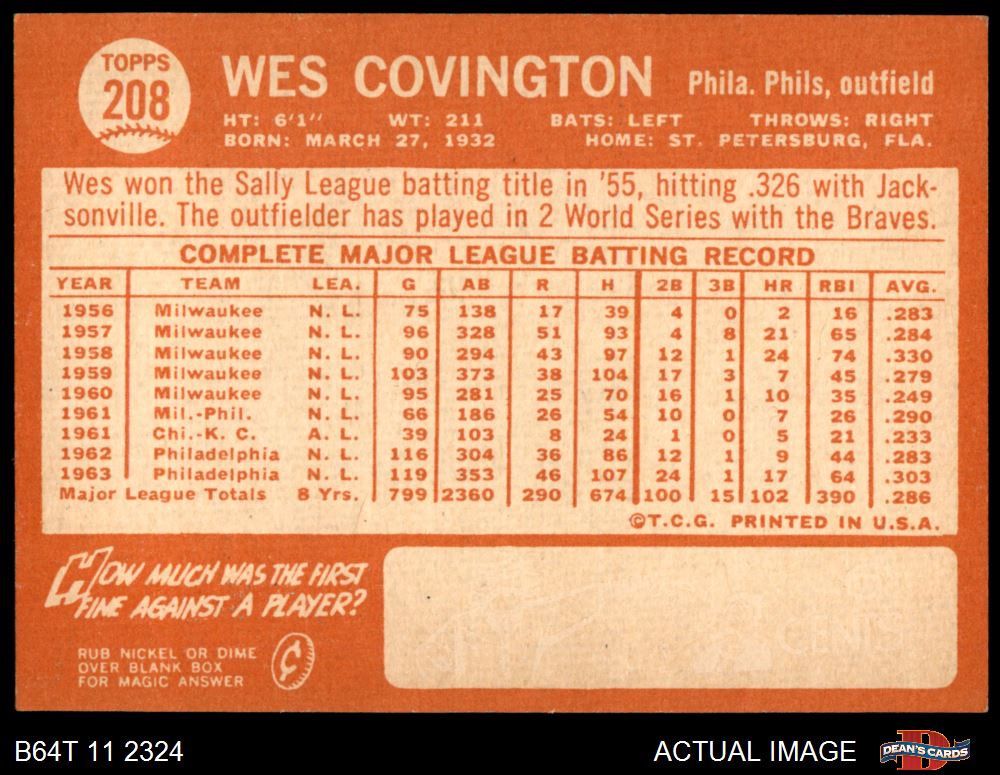 TOPPS
208
WES COVINGTON Phila. Phils, outfield
HT: 6'1" WT: 211 BATS: LEFT THROWS: RIGHT
BORN: MARCH 27, 1932 HOME: ST. PETERSBURG, FLA.
Wes won the Sally League batting title in '55, hitting .326 with Jack-
sonville. The outfielder has played in 2 World Series with the Braves.
COMPLETE MAJOR LEAGUE BATTING RECORD
YEAR TEAM LEA. G AB R H 2B 3B HR RBI AVG.
1956 Milwaukee N. L. 75 138 17 39 4 0 2 16 .283
1957 Milwaukee N. L. 96 328 51 93 4 8 21 65 .284
1958 Milwaukee N. L. 90 294 43 97 12 1 24 74 .330
1959 Milwaukee N. L. 103 373 38 104 17 3 7 45 .279
1960 Milwaukee N. L. 95 281 25 70 16 1 10 35 .249
1961 Mil.-Phil. N. L. 66 186 26 54 10 0 7 26 .290
1961 Chi.-K. C. A. L. 39 103 8 24 1 0 5 21 .233
1962 Philadelphia N. L. 116 304 36 86 12 1 9 44 .283
1963 Philadelphia N. L. 119 353 46 107 24 1 17 64 .303
Major League Totals 8 Yrs. 799 2360 290 674 100 15 102 390 .286
©T.C.G. PRINTED IN U.S.A.
HOW MUCH WAS THE FIRST
FINE AGAINST A PLAYER?
RUB NICKEL OR DIME
OVER BLANK BOX
FOR MAGIC ANSWER
¢
CENTS
B64T 11 2324 ACTUAL IMAGE DEAN'S CARDS